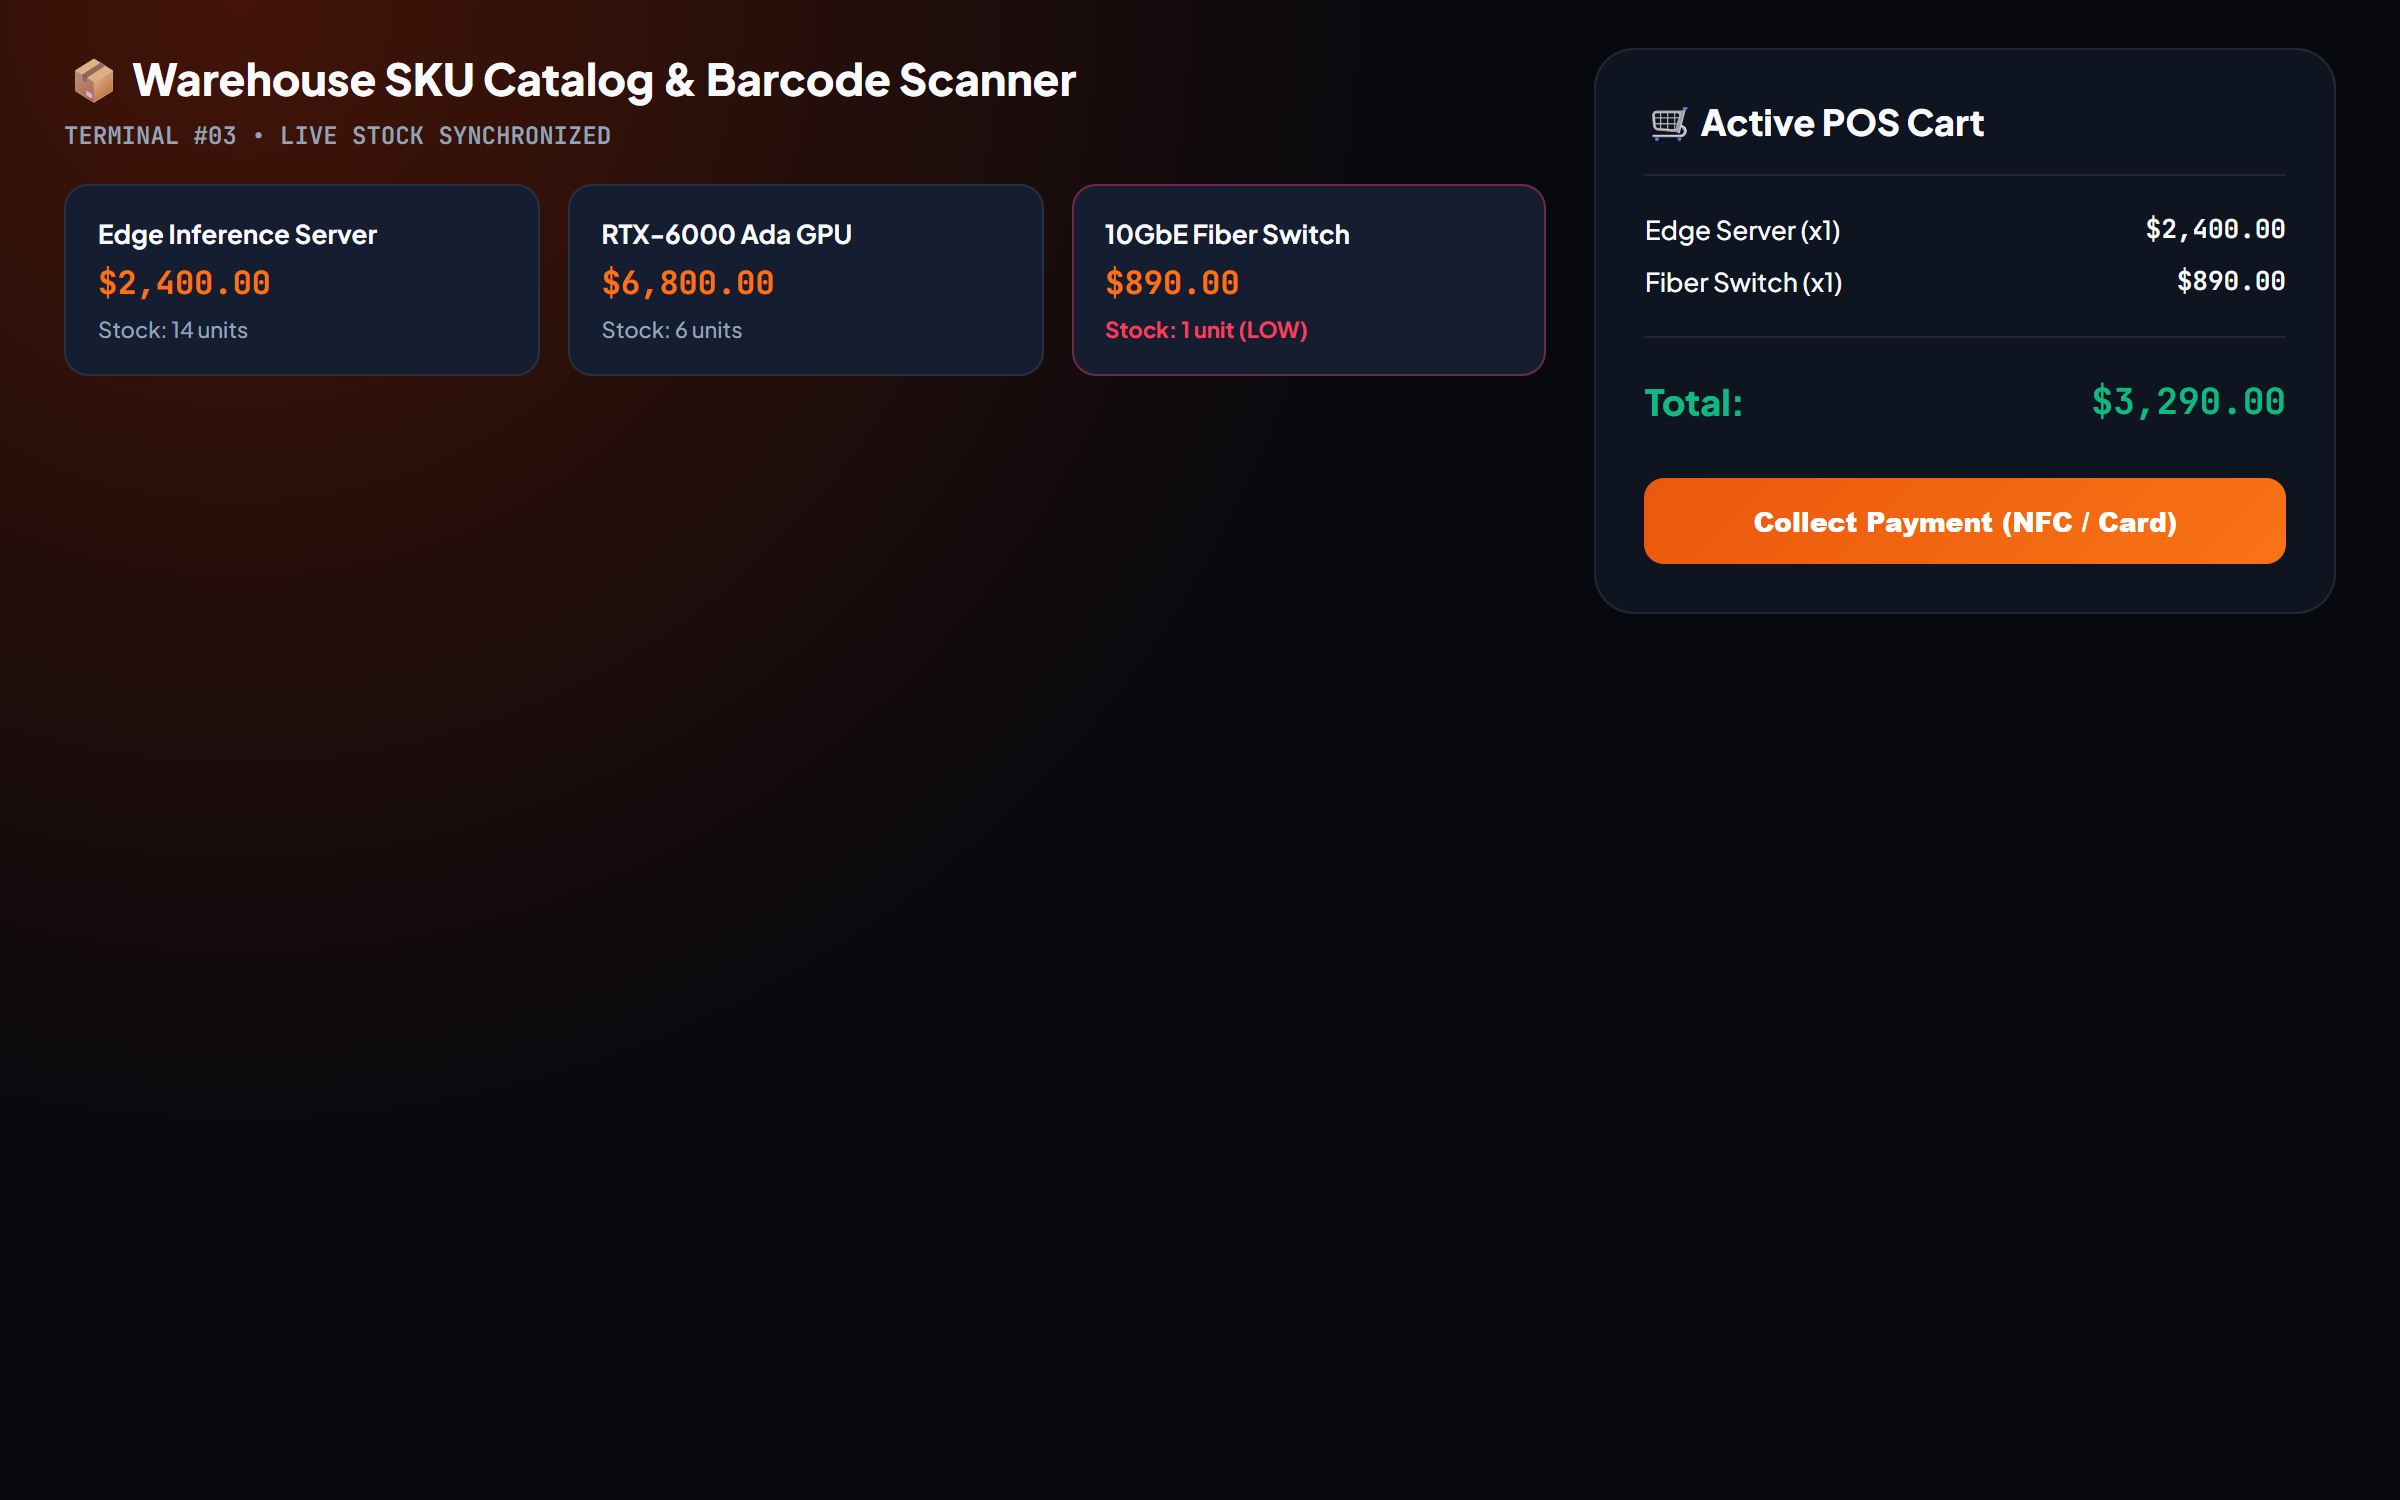 📦 Warehouse SKU Catalog & Barcode Scanner
TERMINAL #03 • LIVE STOCK SYNCHRONIZED
Edge Inference Server
$2,400.00
Stock: 14 units
RTX-6000 Ada GPU
$6,800.00
Stock: 6 units
10GbE Fiber Switch
$890.00
Stock: 1 unit (LOW)
🛒 Active POS Cart
Edge Server (x1) $2,400.00
Fiber Switch (x1) $890.00
Total: $3,290.00
Collect Payment (NFC / Card)